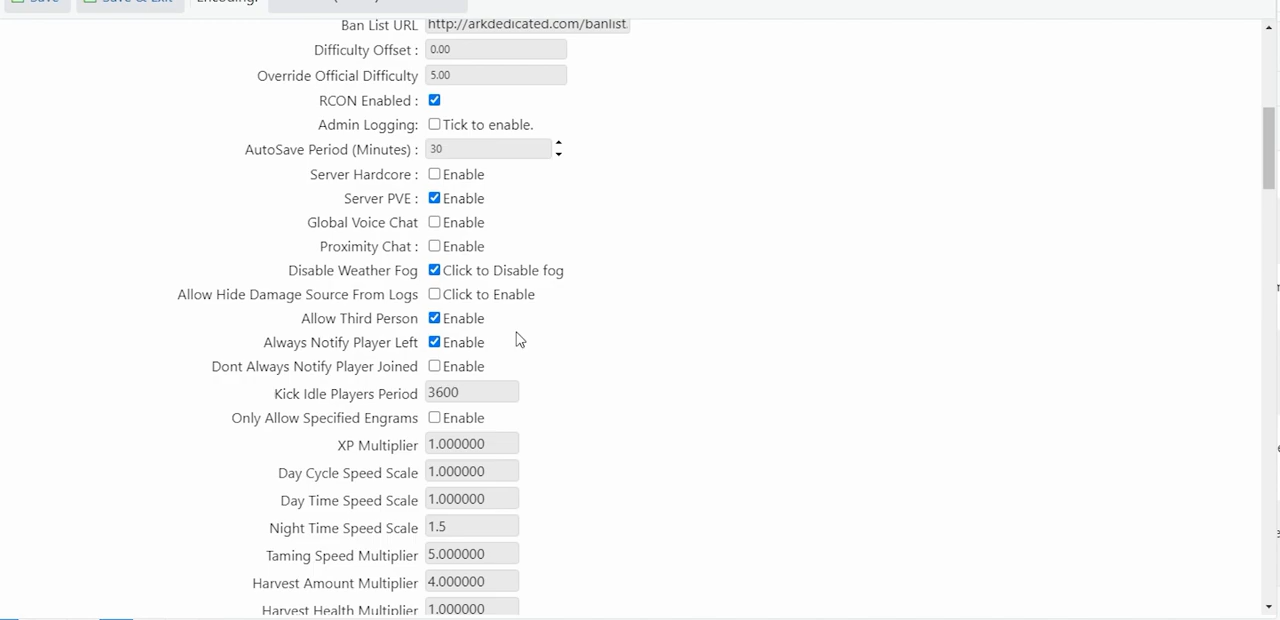 Save Save & Exit Encoding:
Ban List URL http://arkdedicated.com/banlist
Difficulty Offset : 0.00
Override Official Difficulty 5.00
RCON Enabled :
Admin Logging: Tick to enable.
AutoSave Period (Minutes) : 30
Server Hardcore : Enable
Server PVE : Enable
Global Voice Chat Enable
Proximity Chat : Enable
Disable Weather Fog Click to Disable fog
Allow Hide Damage Source From Logs Click to Enable
Allow Third Person Enable
Always Notify Player Left Enable
Dont Always Notify Player Joined Enable
Kick Idle Players Period 3600
Only Allow Specified Engrams Enable
XP Multiplier 1.000000
Day Cycle Speed Scale 1.000000
Day Time Speed Scale 1.000000
Night Time Speed Scale 1.5
Taming Speed Multiplier 5.000000
Harvest Amount Multiplier 4.000000
Harvest Health Multiplier 1.000000